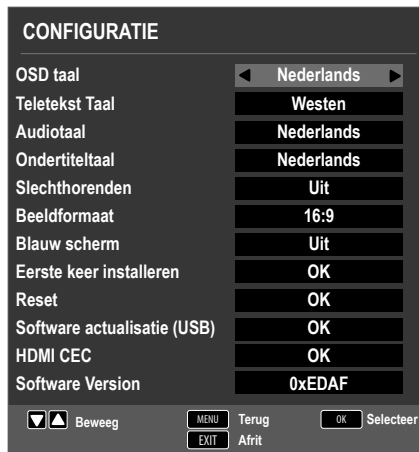 CONFIGURATIE
OSD taal Nederlands
Teletekst Taal Westen
Audiotaal Nederlands
Ondertiteltaal Nederlands
Slechthorenden Uit
Beeldformaat 16:9
Blauw scherm Uit
Eerste keer installeren OK
Reset OK
Software actualisatie (USB) OK
HDMI CEC OK
Software Version 0xEDAF
Beweeg MENU Terug OK Selecteer
EXIT Afrit